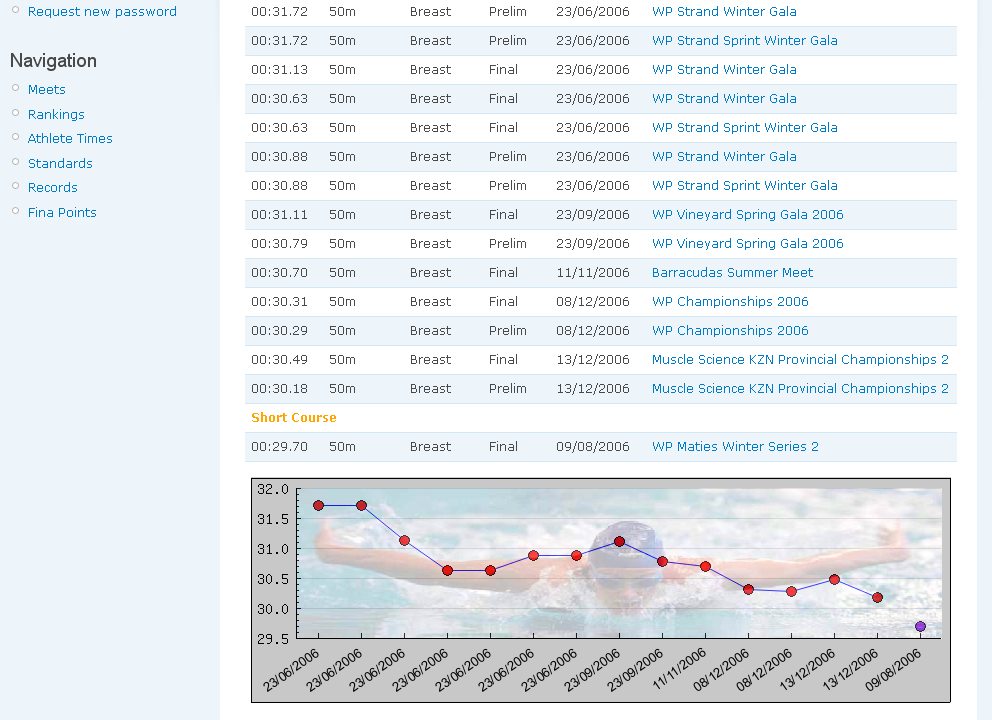 Request new password
Navigation
Meets
Rankings
Athlete Times
Standards
Records
Fina Points
00:31.72 50m Breast Prelim 23/06/2006 WP Strand Winter Gala
00:31.72 50m Breast Prelim 23/06/2006 WP Strand Sprint Winter Gala
00:31.13 50m Breast Final 23/06/2006 WP Strand Winter Gala
00:30.63 50m Breast Final 23/06/2006 WP Strand Winter Gala
00:30.63 50m Breast Final 23/06/2006 WP Strand Sprint Winter Gala
00:30.88 50m Breast Prelim 23/06/2006 WP Strand Winter Gala
00:30.88 50m Breast Prelim 23/06/2006 WP Strand Sprint Winter Gala
00:31.11 50m Breast Final 23/09/2006 WP Vineyard Spring Gala 2006
00:30.79 50m Breast Prelim 23/09/2006 WP Vineyard Spring Gala 2006
00:30.70 50m Breast Final 11/11/2006 Barracudas Summer Meet
00:30.31 50m Breast Final 08/12/2006 WP Championships 2006
00:30.29 50m Breast Prelim 08/12/2006 WP Championships 2006
00:30.49 50m Breast Final 13/12/2006 Muscle Science KZN Provincial Championships 2
00:30.18 50m Breast Prelim 13/12/2006 Muscle Science KZN Provincial Championships 2
Short Course
00:29.70 50m Breast Final 09/08/2006 WP Maties Winter Series 2
32.0
31.5
31.0
30.5
30.0
29.5
23/06/2006 23/06/2006 23/06/2006 23/06/2006 23/06/2006 23/06/2006 23/06/2006 23/09/2006 23/09/2006 11/11/2006 08/12/2006 08/12/2006 13/12/2006 13/12/2006 09/08/2006